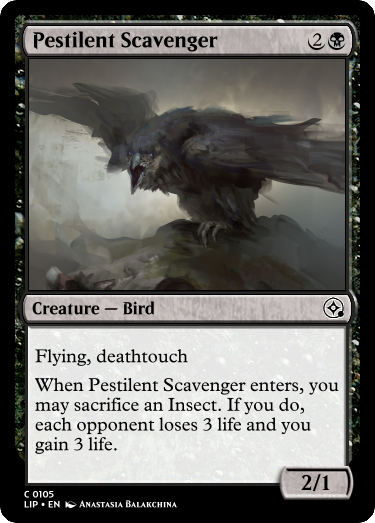 Pestilent Scavenger 2
Creature — Bird
Flying, deathtouch
When Pestilent Scavenger enters, you
may sacrifice an Insect. If you do,
each opponent loses 3 life and you
gain 3 life.
2/1
C 0105
LIP • EN Anastasia Balakchina